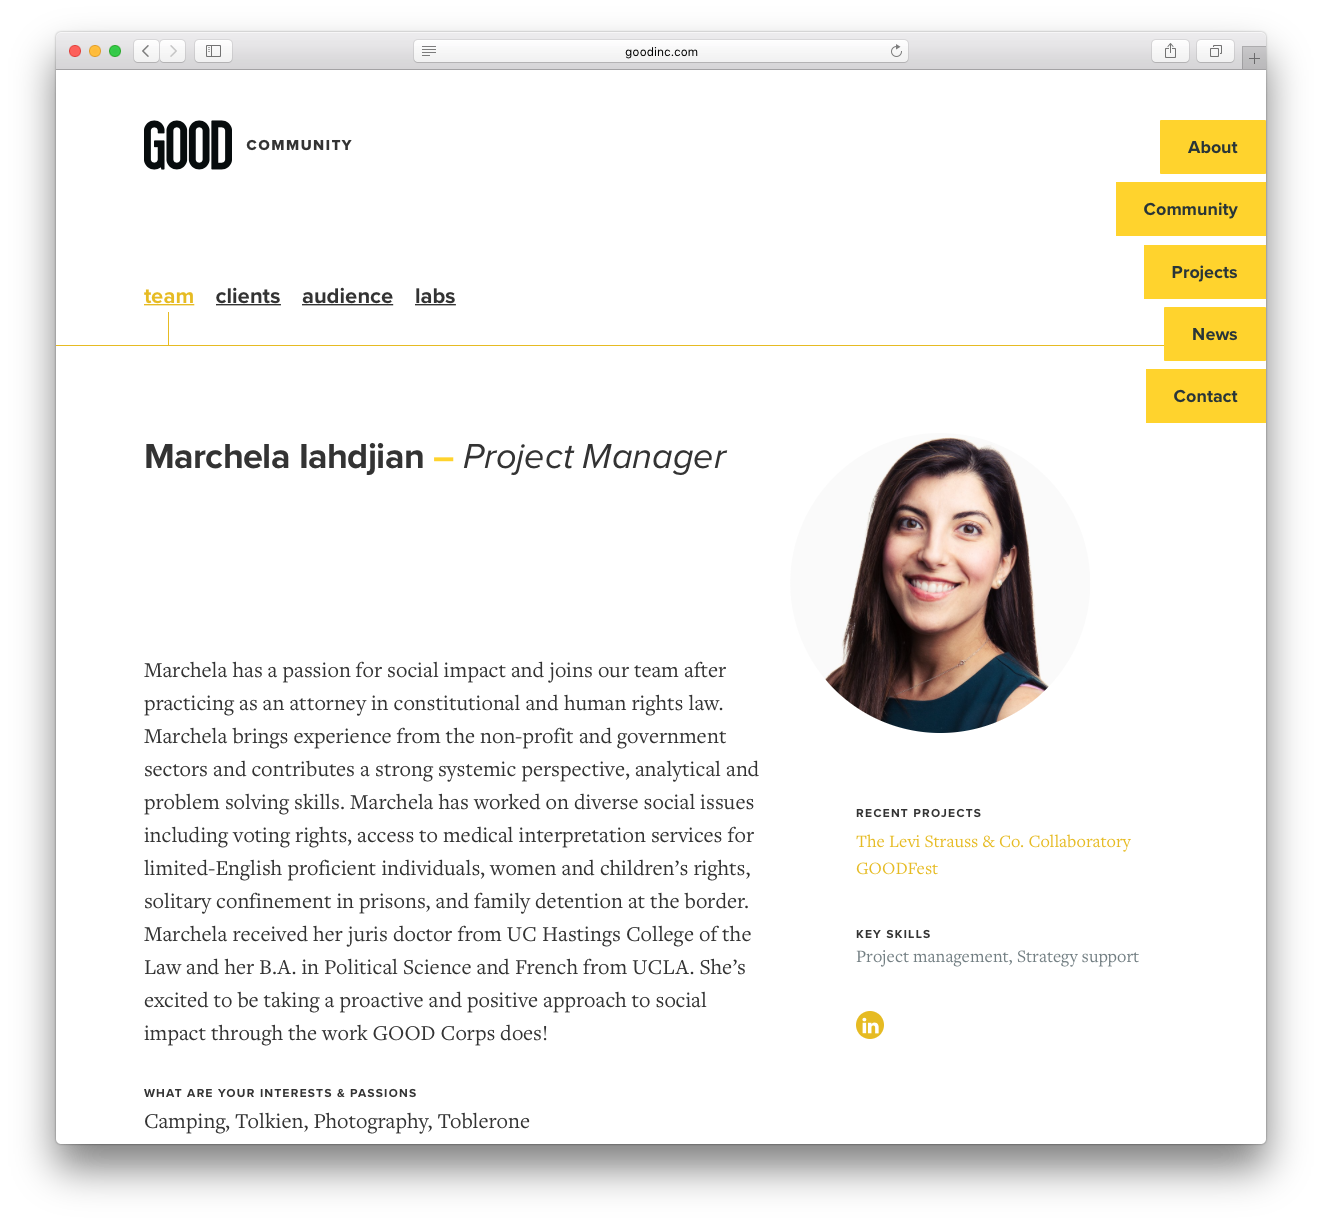 goodinc.com
GOOD COMMUNITY
About
Community
Projects
News
Contact
team clients audience labs
Marchela Iahdjian – Project Manager
Marchela has a passion for social impact and joins our team after
practicing as an attorney in constitutional and human rights law.
Marchela brings experience from the non-profit and government
sectors and contributes a strong systemic perspective, analytical and
problem solving skills. Marchela has worked on diverse social issues
including voting rights, access to medical interpretation services for
limited-English proficient individuals, women and children’s rights,
solitary confinement in prisons, and family detention at the border.
Marchela received her juris doctor from UC Hastings College of the
Law and her B.A. in Political Science and French from UCLA. She’s
excited to be taking a proactive and positive approach to social
impact through the work GOOD Corps does!
WHAT ARE YOUR INTERESTS & PASSIONS
Camping, Tolkien, Photography, Toblerone
RECENT PROJECTS
The Levi Strauss & Co. Collaboratory
GOODFest
KEY SKILLS
Project management, Strategy support
in